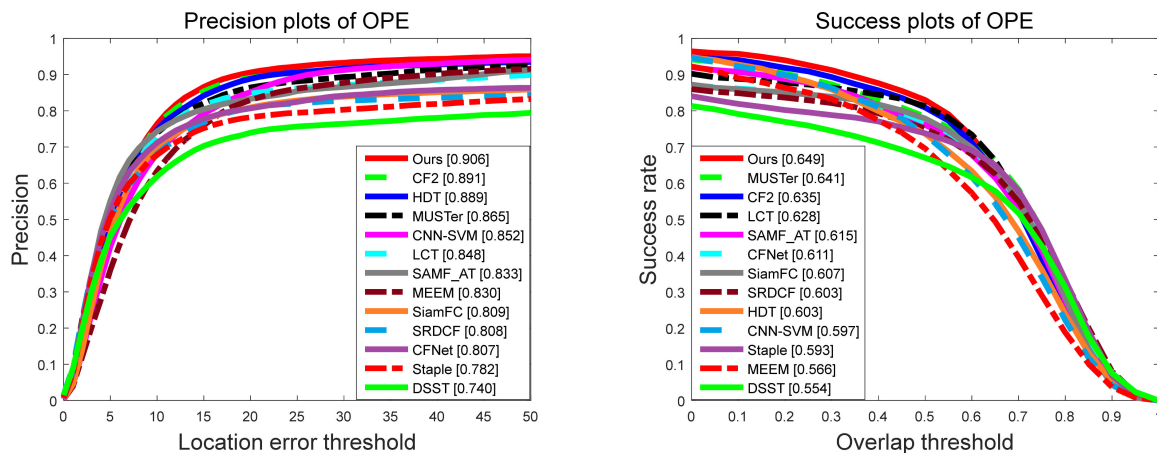 Precision plots of OPE
1
0.9
0.8
0.7
0.6
0.5
0.4
0.3
0.2
0.1
0
Precision
Ours [0.906]
CF2 [0.891]
HDT [0.889]
MUSTer [0.865]
CNN-SVM [0.852]
LCT [0.848]
SAMF_AT [0.833]
MEEM [0.830]
SiamFC [0.809]
SRDCF [0.808]
CFNet [0.807]
Staple [0.782]
DSST [0.740]
0 5 10 15 20 25 30 35 40 45 50
Location error threshold
Success plots of OPE
1
0.9
0.8
0.7
0.6
0.5
0.4
0.3
0.2
0.1
0
Success rate
Ours [0.649]
MUSTer [0.641]
CF2 [0.635]
LCT [0.628]
SAMF_AT [0.615]
CFNet [0.611]
SiamFC [0.607]
SRDCF [0.603]
HDT [0.603]
CNN-SVM [0.597]
Staple [0.593]
MEEM [0.566]
DSST [0.554]
0 0.1 0.2 0.3 0.4 0.5 0.6 0.7 0.8 0.9
Overlap threshold